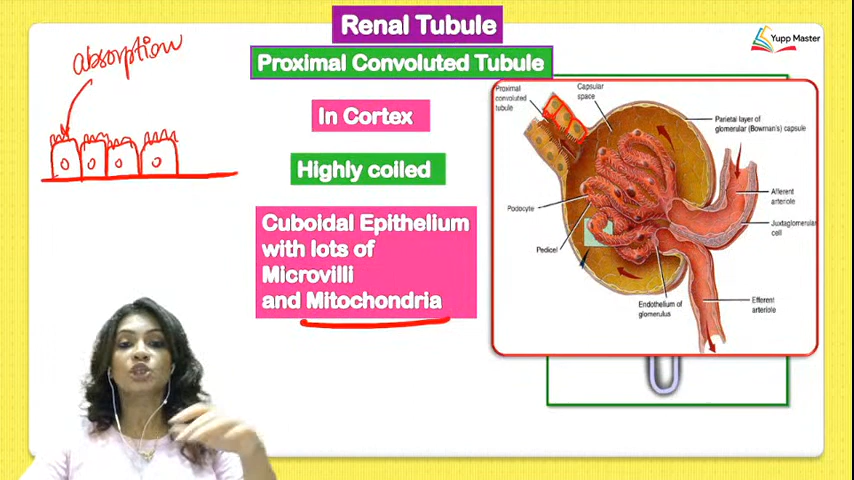 Renal Tubule
Yupp Master
absorption
Proximal Convoluted Tubule
In Cortex
Highly coiled
Cuboidal Epithelium
with lots of
Microvilli
and Mitochondria
Proximal
convoluted
tubule
Capsular
space
Parietal layer of
glomerular (Bowman's) capsule
Afferent
arteriole
Podocyte
Juxtaglomerular
cell
Pedicel
Endothelium of
glomerulus
Efferent
arteriole